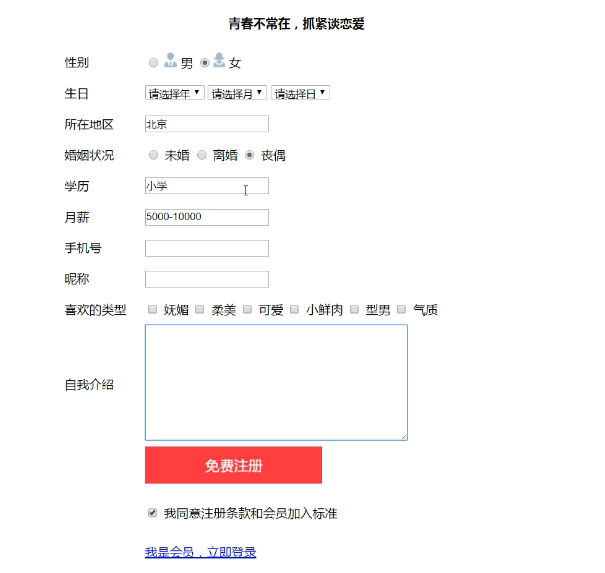 青春不常在，抓紧谈恋爱
性别 男 女
生日 请选择年 请选择月 请选择日
所在地区 北京
婚姻状况 未婚 离婚 丧偶
学历 小学
月薪 5000-10000
手机号
昵称
喜欢的类型 妩媚 柔美 可爱 小鲜肉 型男 气质
自我介绍
免费注册
我同意注册条款和会员加入标准
我是会员，立即登录